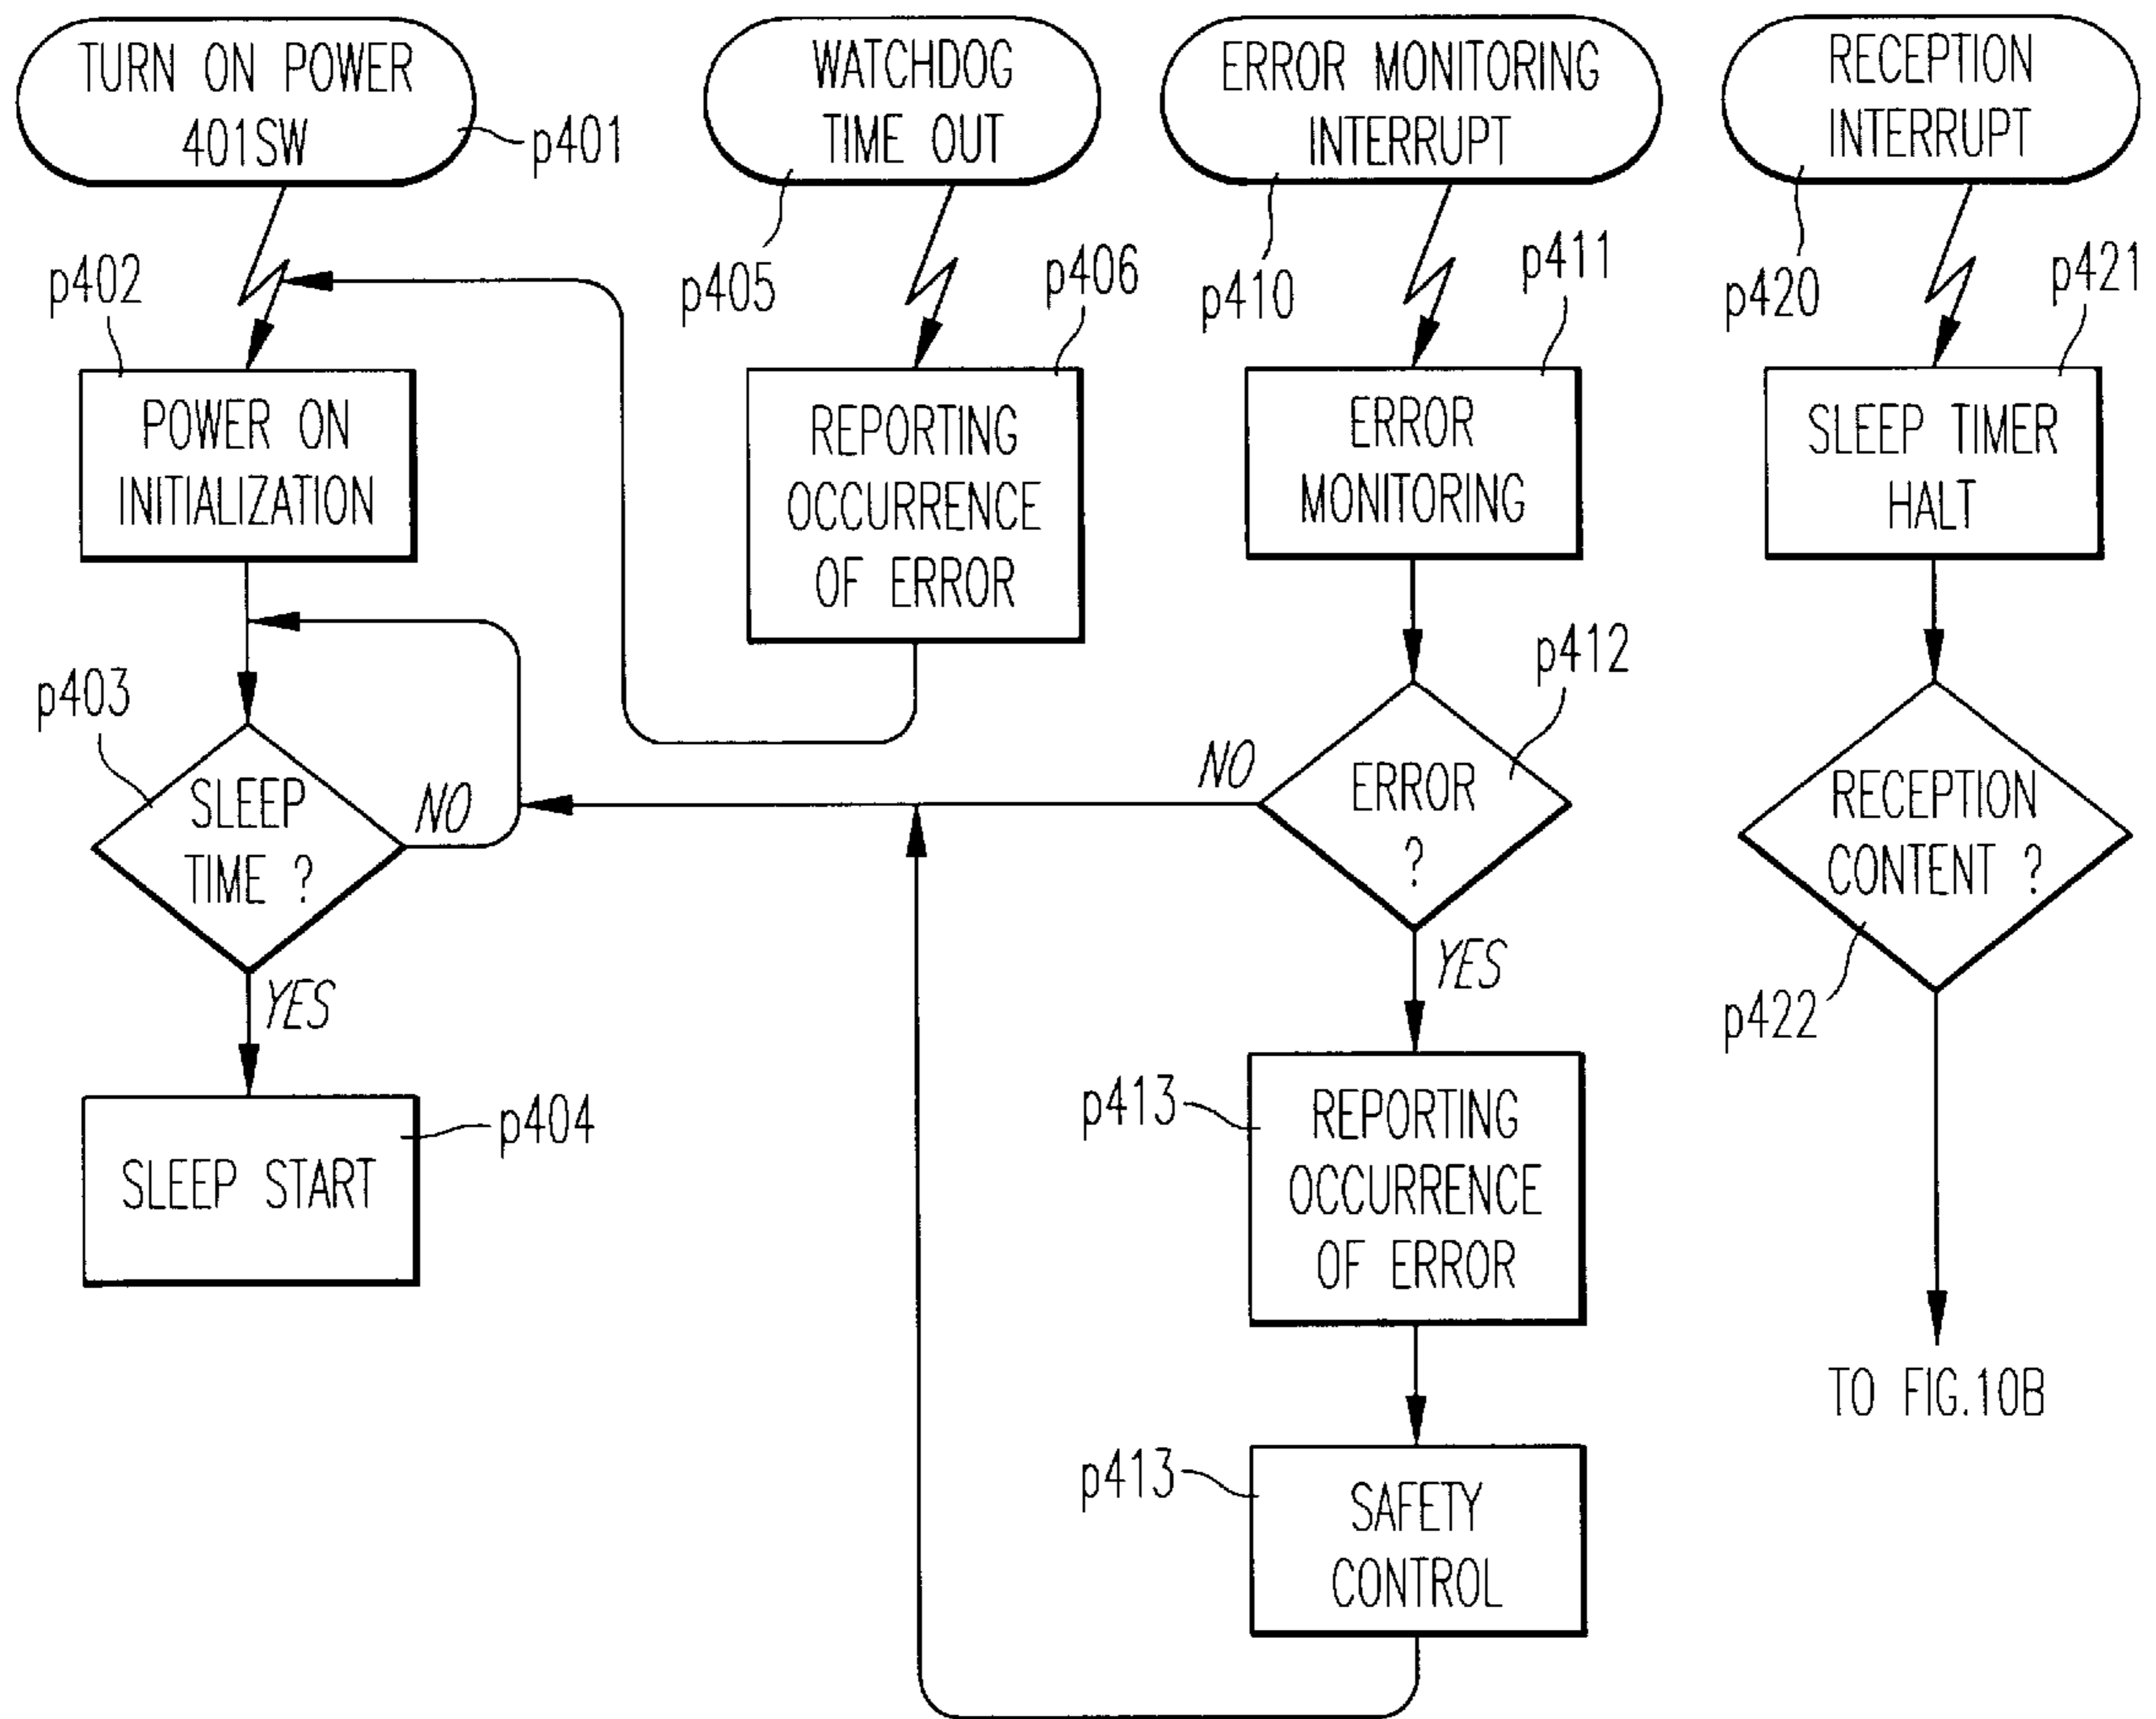 TURN ON POWER
401SW
p401
WATCHDOG
TIME OUT
p405
ERROR MONITORING
INTERRUPT
p410
RECEPTION
INTERRUPT
p420
p402
POWER ON
INITIALIZATION
p406
REPORTING
OCCURRENCE
OF ERROR
p411
ERROR
MONITORING
p421
SLEEP TIMER
HALT
p403
SLEEP
TIME ?
NO
YES
p404
SLEEP START
p412
ERROR
?
NO
YES
p413
REPORTING
OCCURRENCE
OF ERROR
p413
SAFETY
CONTROL
RECEPTION
CONTENT ?
p422
TO FIG.10B